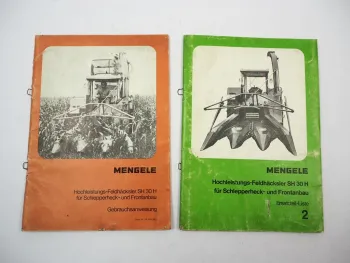 MENGELE
Hochleistungs-Feldhäcksler SH 30 H
für Schlepperheck- und Frontanbau
Gebrauchsanweisung
MENGELE
Hochleistungs-Feldhäcksler SH 30 H
für Schlepperheck- und Frontanbau
Ersatzteil-Liste
2